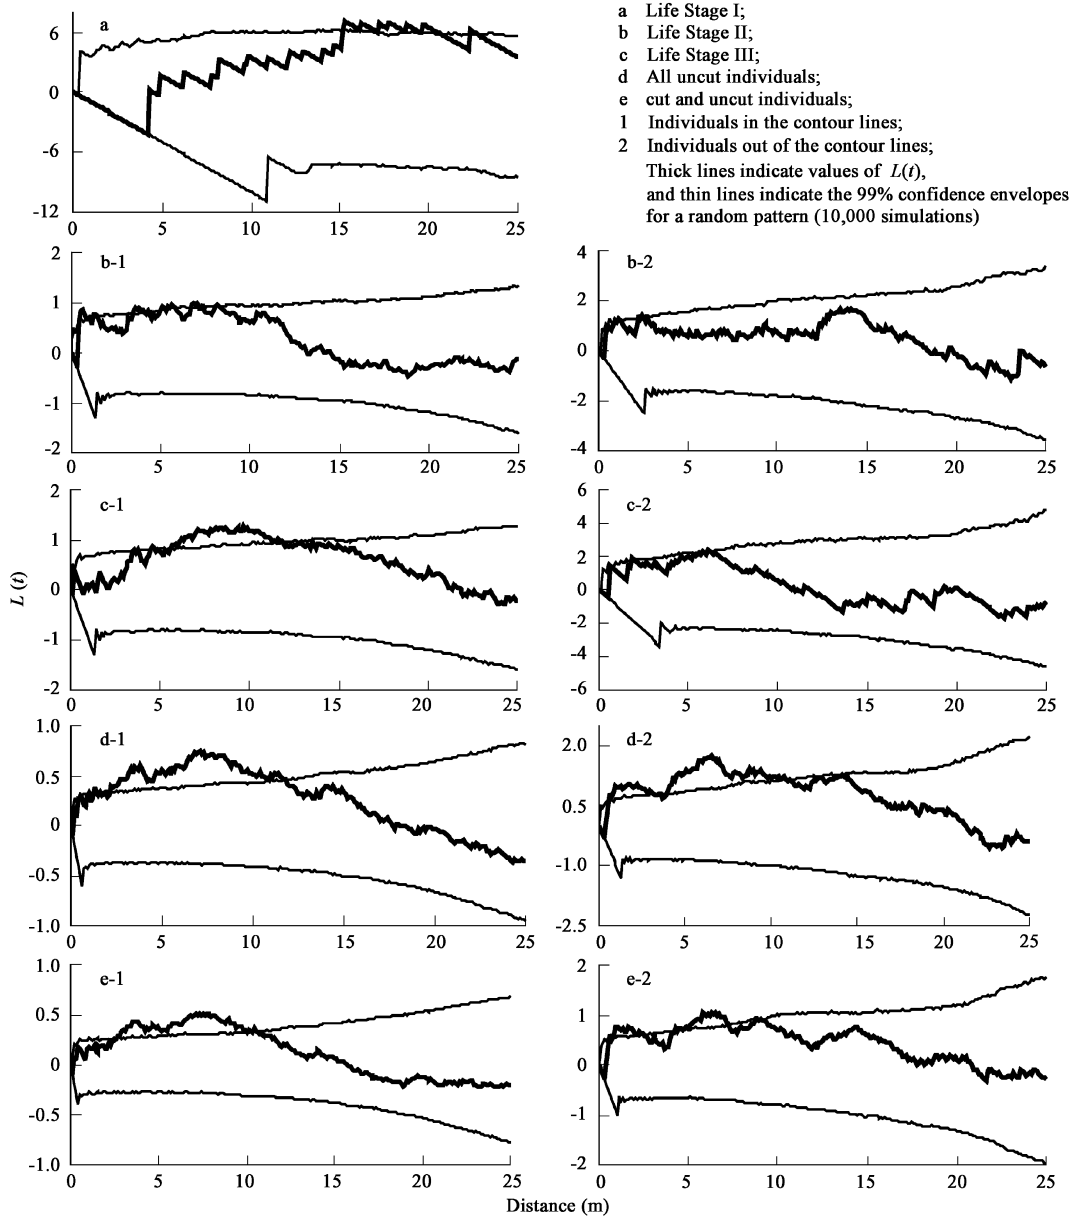 a
6
0
-6
-12
0 5 10 15 20 25
a Life Stage I;
b Life Stage II;
c Life Stage III;
d All uncut individuals;
e cut and uncut individuals;
1 Individuals in the contour lines;
2 Individuals out of the contour lines;
Thick lines indicate values of L(t),
and thin lines indicate the 99% confidence envelopes
for a random pattern (10,000 simulations)
b-1
2
1
0
-1
-2
0 5 10 15 20 25
b-2
4
2
0
-2
-4
0 5 10 15 20 25
c-1
2
1
0
-1
-2
0 5 10 15 20 25
c-2
6
4
2
0
-2
-4
-6
0 5 10 15 20 25
L (t)
d-1
1.0
0.5
0
-0.5
-1.0
0 5 10 15 20 25
d-2
2.0
0.5
-1.0
-2.5
0 5 10 15 20 25
e-1
1.0
0.5
0
-0.5
-1.0
0 5 10 15 20 25
e-2
2
1
0
-1
-2
0 5 10 15 20 25
Distance (m)